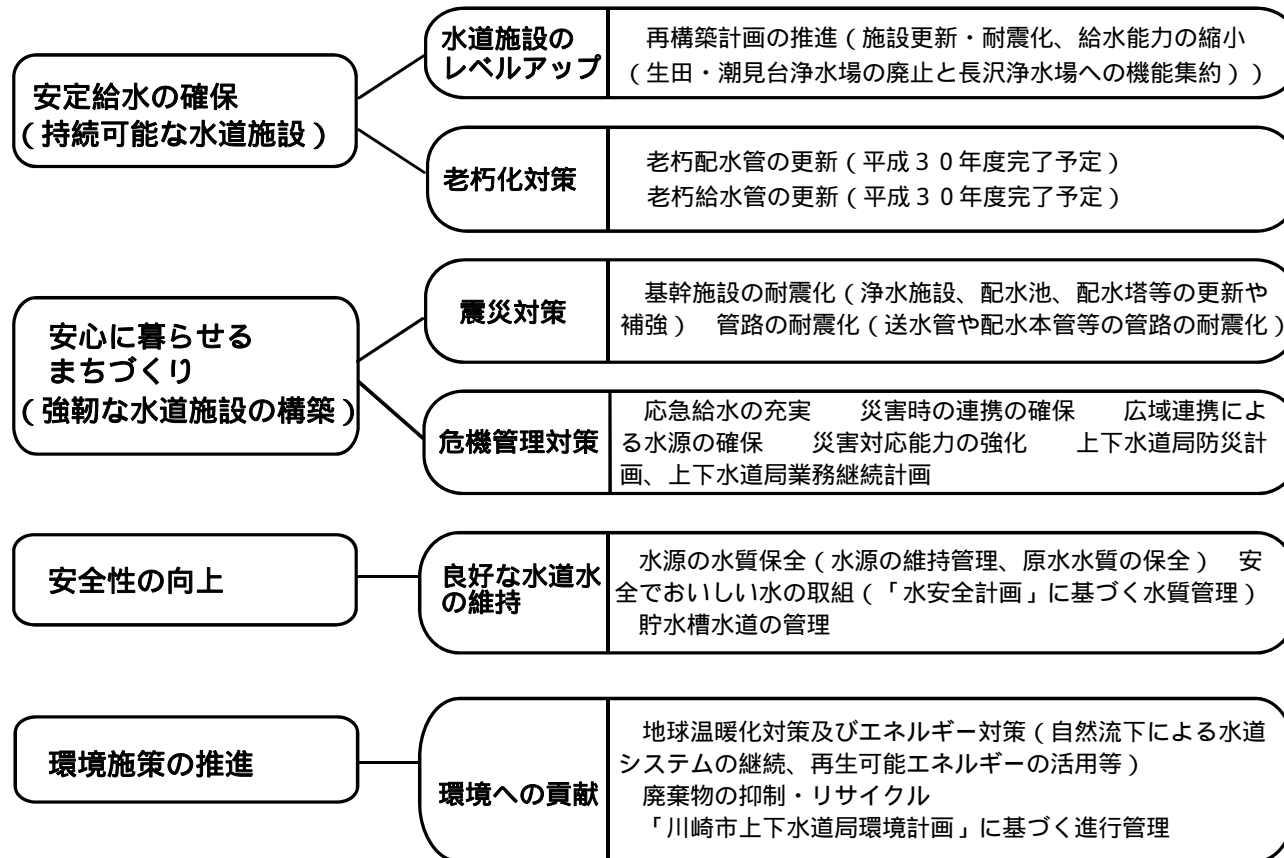 安定給水の確保
（持続可能な水道施設）
水道施設の
レベルアップ
再構築計画の推進（施設更新・耐震化、給水能力の縮小
（生田・潮見台浄水場の廃止と長沢浄水場への機能集約））
老朽化対策
老朽配水管の更新（平成３０年度完了予定）
老朽給水管の更新（平成３０年度完了予定）
安心に暮らせる
まちづくり
（強靭な水道施設の構築）
震災対策
基幹施設の耐震化（浄水施設、配水池、配水塔等の更新や
補強）　管路の耐震化（送水管や配水本管等の管路の耐震化）
危機管理対策
応急給水の充実　　災害時の連携の確保　　広域連携によ
る水源の確保　　災害対応能力の強化　　上下水道局防災計
画、上下水道局業務継続計画
安全性の向上
良好な水道水
の維持
水源の水質保全（水源の維持管理、原水水質の保全）　安
全でおいしい水の取組（「水安全計画」に基づく水質管理）
貯水槽水道の管理
環境施策の推進
環境への貢献
地球温暖化対策及びエネルギー対策（自然流下による水道
システムの継続、再生可能エネルギーの活用等）
廃棄物の抑制・リサイクル
「川崎市上下水道局環境計画」に基づく進行管理